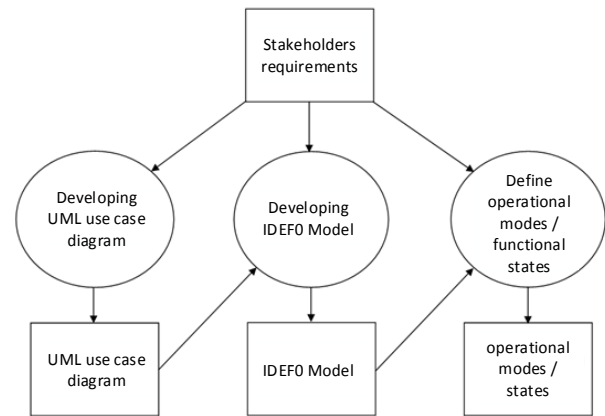 Stakeholders
requirements
Developing
UML use case
diagram
Developing
IDEF0 Model
Define
operational
modes /
functional
states
UML use case
diagram
IDEF0 Model
operational
modes /
states